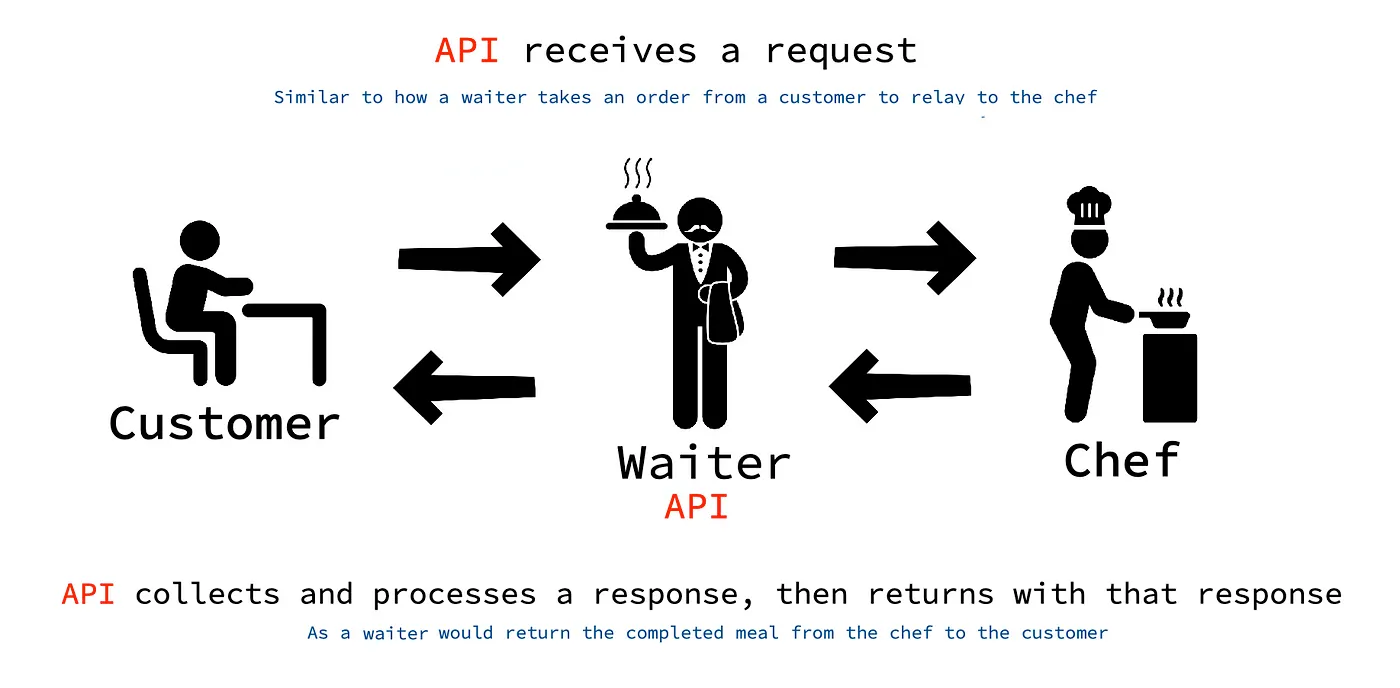 API receives a request
Similar to how a waiter takes an order from a customer to relay to the chef
Customer
Waiter
API
Chef
API collects and processes a response, then returns with that response
As a waiter would return the completed meal from the chef to the customer